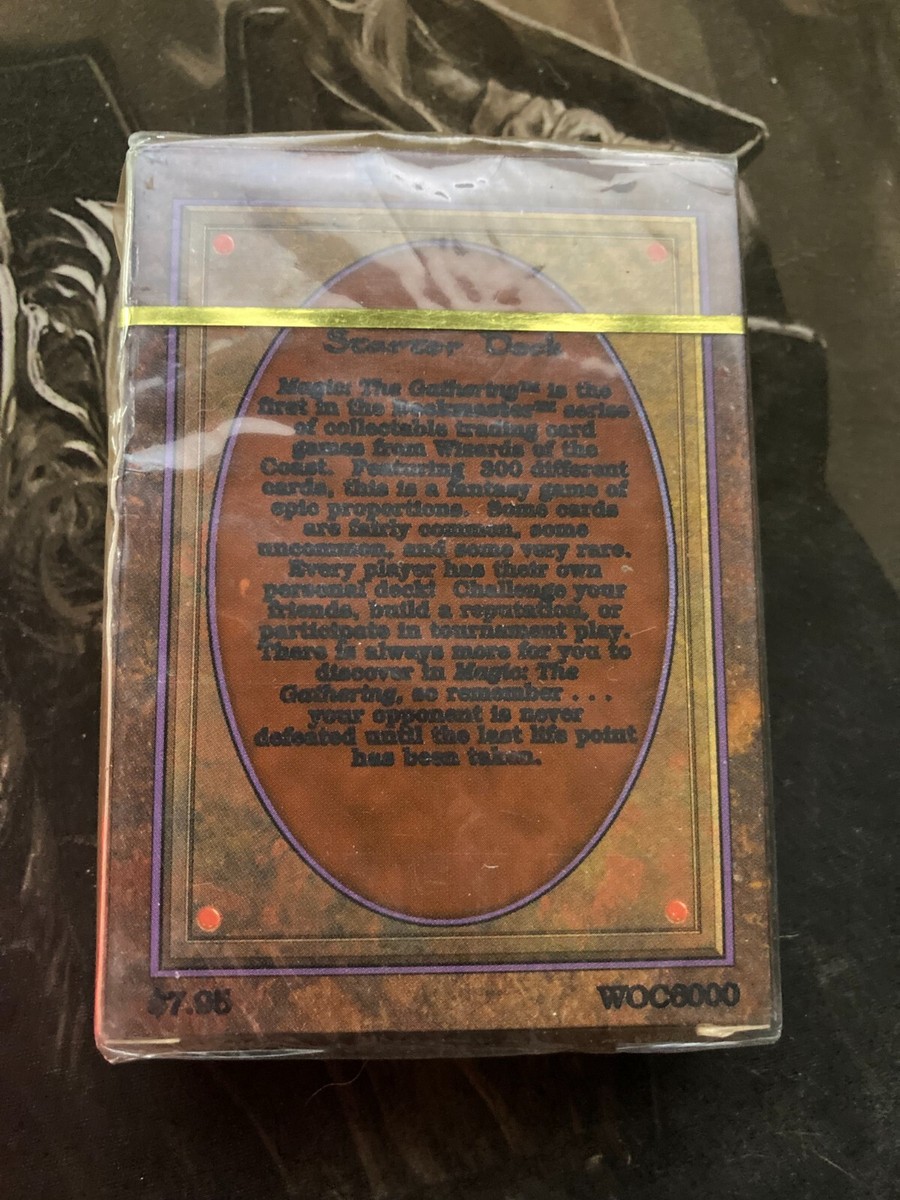 Starter Deck
Magic: The Gathering™ is the
first in the Deckmaster™ series
of collectable trading card
games from Wizards of the
Coast. Featuring 300 different
cards, this is a fantasy game of
epic proportions. Some cards
are fairly common, some
uncommon, and some very rare.
Every player has their own
personal deck! Challenge your
friends, build a reputation, or
participate in tournament play.
There is always more for you to
discover in Magic: The
Gathering, so remember . . .
your opponent is never
defeated until the last life point
has been taken.
$7.95 WOC6000